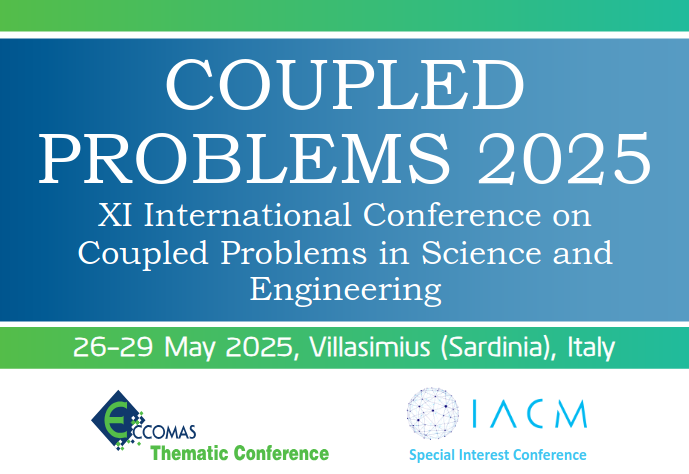 COUPLED
PROBLEMS 2025
XI International Conference on
Coupled Problems in Science and
Engineering
26–29 May 2025, Villasimius (Sardinia), Italy
ECCOMAS
Thematic Conference
IACM
Special Interest Conference